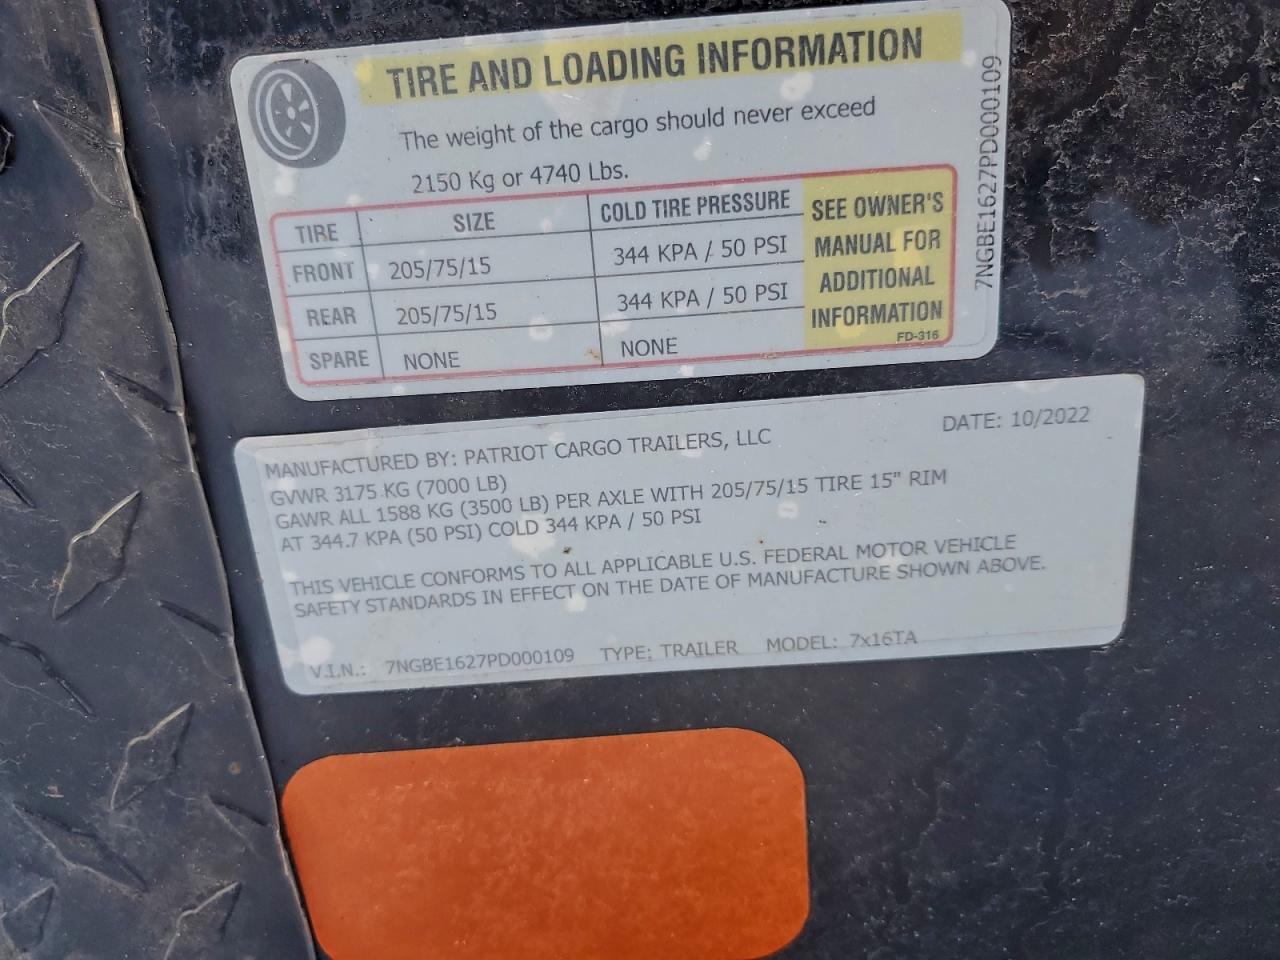 TIRE AND LOADING INFORMATION
The weight of the cargo should never exceed
2150 Kg or 4740 Lbs.
TIRE SIZE COLD TIRE PRESSURE
FRONT 205/75/15 344 KPA / 50 PSI
REAR 205/75/15 344 KPA / 50 PSI
SPARE NONE NONE
SEE OWNER'S
MANUAL FOR
ADDITIONAL
INFORMATION
FD-316
7NGBE1627PD000109
MANUFACTURED BY: PATRIOT CARGO TRAILERS, LLC DATE: 10/2022
GVWR 3175 KG (7000 LB)
GAWR ALL 1588 KG (3500 LB) PER AXLE WITH 205/75/15 TIRE 15" RIM
AT 344.7 KPA (50 PSI) COLD 344 KPA / 50 PSI
THIS VEHICLE CONFORMS TO ALL APPLICABLE U.S. FEDERAL MOTOR VEHICLE
SAFETY STANDARDS IN EFFECT ON THE DATE OF MANUFACTURE SHOWN ABOVE.
V.I.N.: 7NGBE1627PD000109 TYPE: TRAILER MODEL: 7x16TA